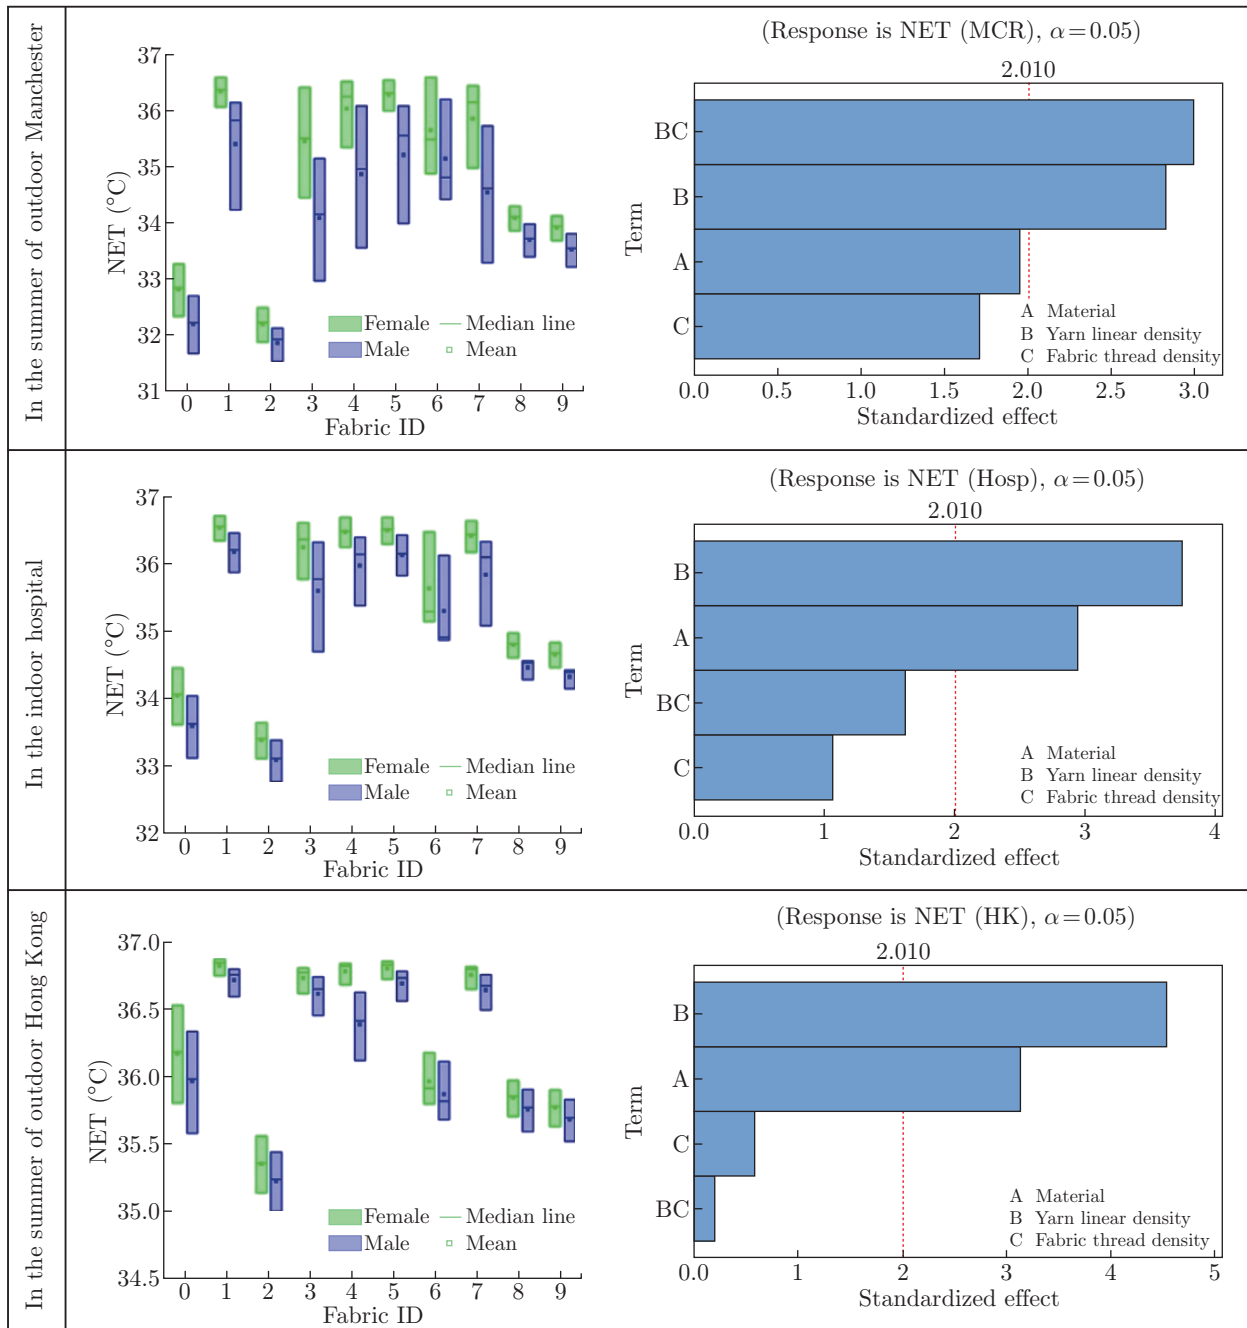 In the summer of outdoor Manchester
37
36
35
34
33
32
31
NET (°C)
Female
Median line
Male
Mean
0 1 2 3 4 5 6 7 8 9
Fabric ID
(Response is NET (MCR), α=0.05)
2.010
BC
B
A
C
Term
A Material
B Yarn linear density
C Fabric thread density
0.0 0.5 1.0 1.5 2.0 2.5 3.0
Standardized effect
In the indoor hospital
37
36
35
34
33
32
NET (°C)
Female
Median line
Male
Mean
0 1 2 3 4 5 6 7 8 9
Fabric ID
(Response is NET (Hosp), α=0.05)
2.010
B
A
BC
C
Term
A Material
B Yarn linear density
C Fabric thread density
0.0 1 2 3 4
Standardized effect
In the summer of outdoor Hong Kong
37.0
36.5
36.0
35.5
35.0
34.5
NET (°C)
Female
Median line
Male
Mean
0 1 2 3 4 5 6 7 8 9
Fabric ID
(Response is NET (HK), α=0.05)
2.010
B
A
C
BC
Term
A Material
B Yarn linear density
C Fabric thread density
0.0 1 2 3 4 5
Standardized effect